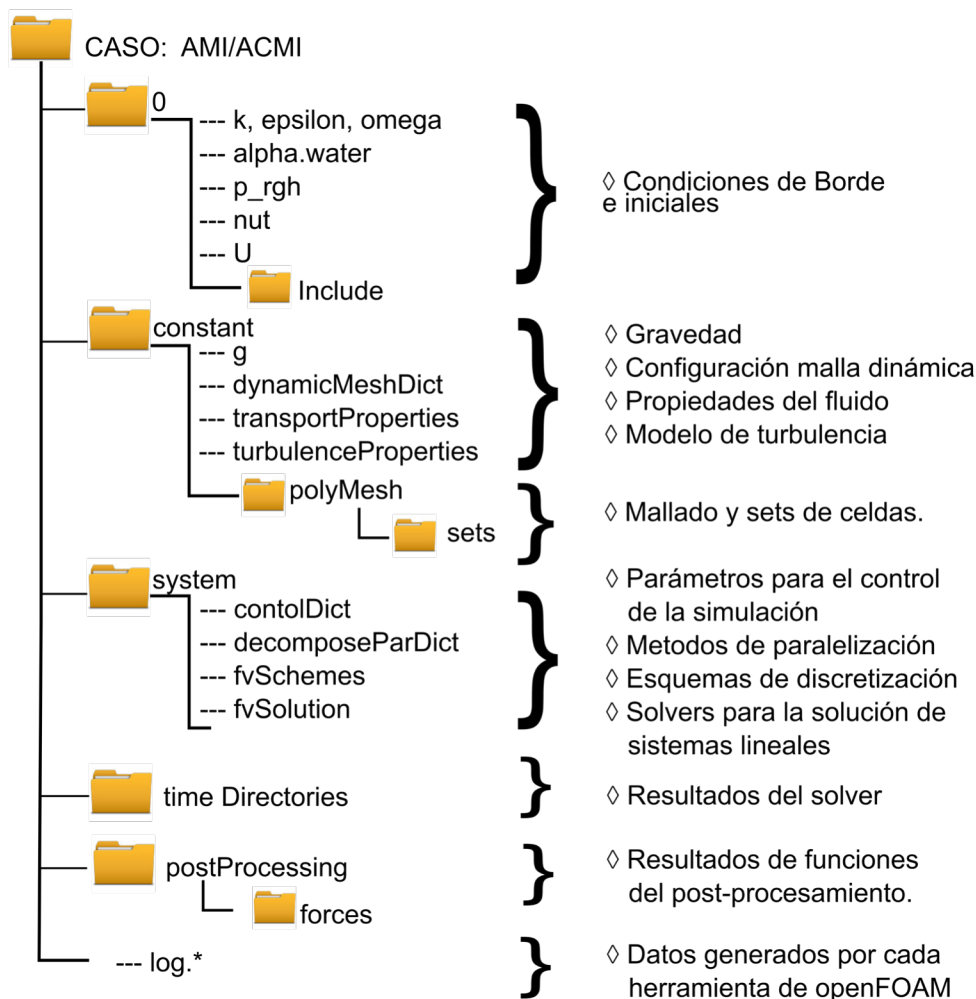 CASO: AMI/ACMI
0
--- k, epsilon, omega
--- alpha.water
--- p_rgh
--- nut
--- U
Include
◊ Condiciones de Borde
e iniciales
constant
--- g
--- dynamicMeshDict
--- transportProperties
--- turbulenceProperties
◊ Gravedad
◊ Configuración malla dinámica
◊ Propiedades del fluido
◊ Modelo de turbulencia
polyMesh
sets
◊ Mallado y sets de celdas.
system
--- contolDict
--- decomposeParDict
--- fvSchemes
--- fvSolution
◊ Parámetros para el control
de la simulación
◊ Metodos de paralelización
◊ Esquemas de discretización
◊ Solvers para la solución de
sistemas lineales
time Directories
◊ Resultados del solver
postProcessing
forces
◊ Resultados de funciones
del post-procesamiento.
--- log.*
◊ Datos generados por cada
herramienta de openFOAM